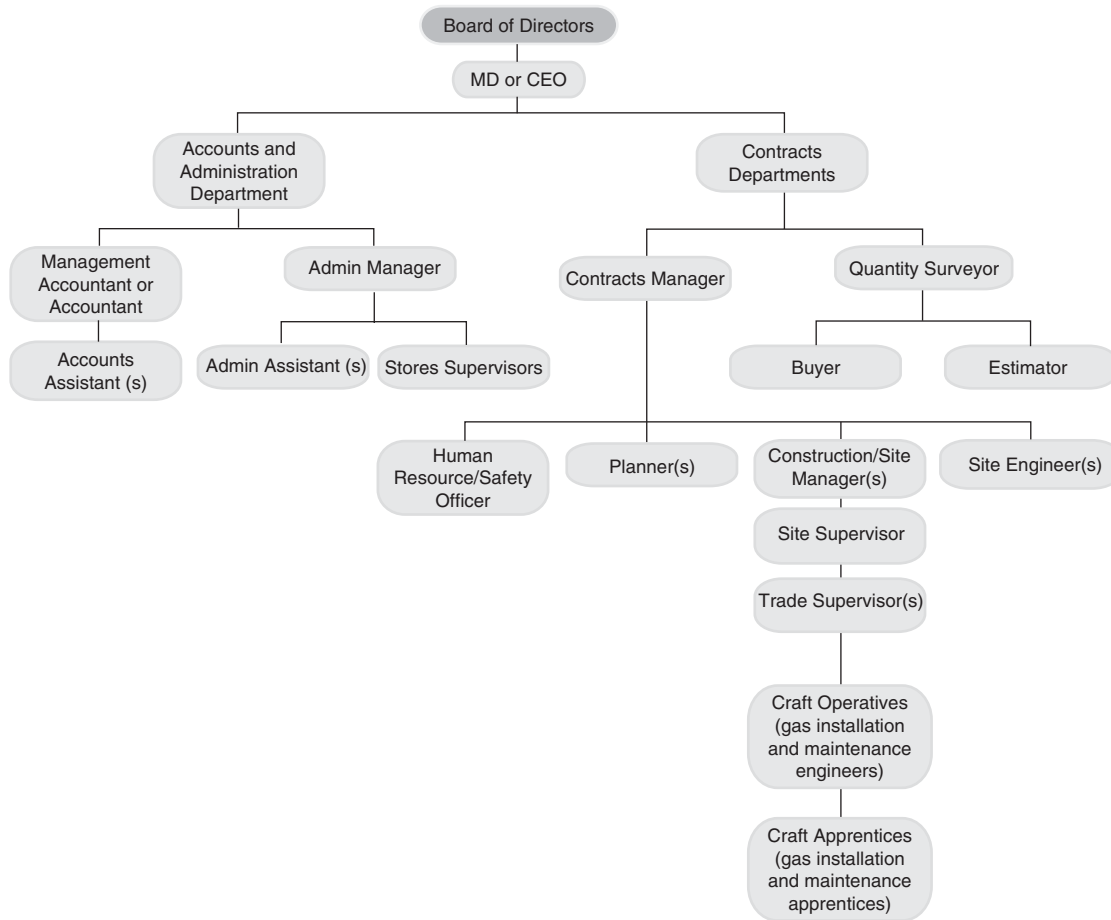 Board of Directors
MD or CEO
Accounts and
Administration
Department
Contracts
Departments
Management
Accountant or
Accountant
Admin Manager
Contracts Manager
Quantity Surveyor
Accounts
Assistant (s)
Admin Assistant (s)
Stores Supervisors
Buyer
Estimator
Human
Resource/Safety
Officer
Planner(s)
Construction/Site
Manager(s)
Site Engineer(s)
Site Supervisor
Trade Supervisor(s)
Craft Operatives
(gas installation
and maintenance
engineers)
Craft Apprentices
(gas installation
and maintenance
apprentices)